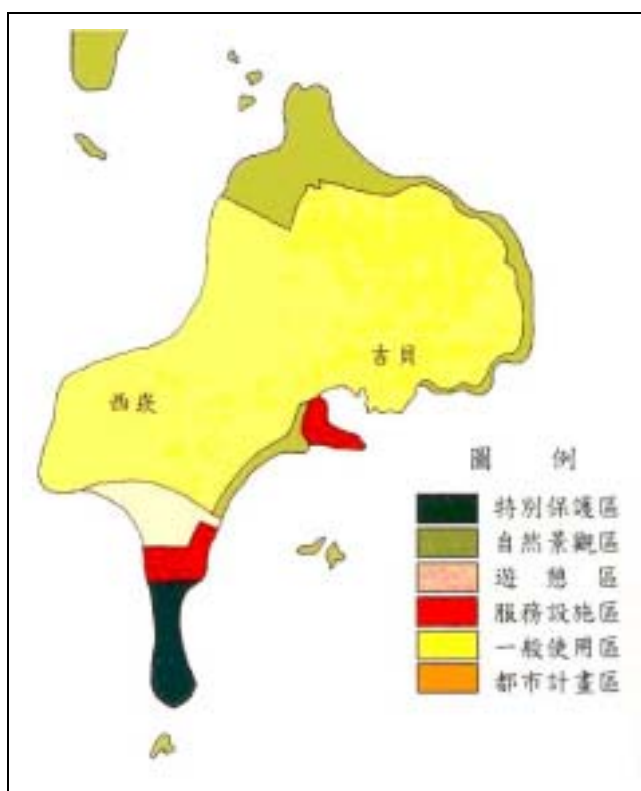 吉貝
西崁
圖 例
特別保護區
自然景觀區
遊憩區
服務設施區
一般使用區
都市計畫區